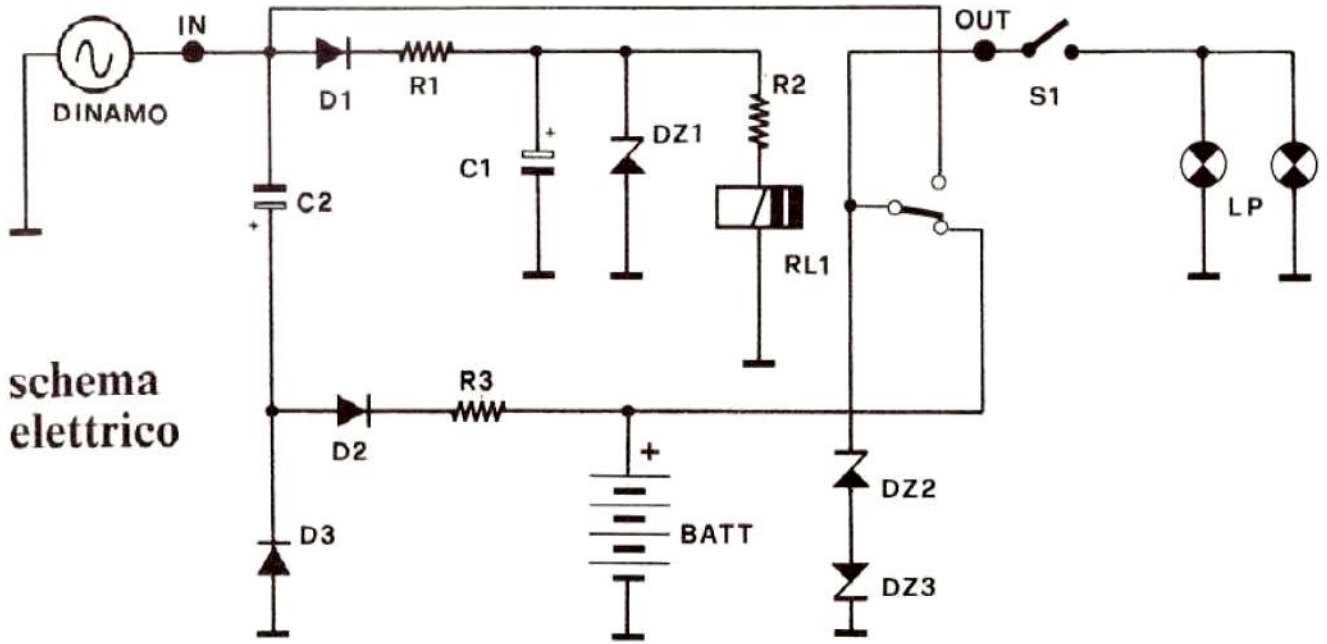 IN
OUT
DINAMO
D1
R1
R2
S1
C1
DZ1
C2
LP
RL1
schema
elettrico
R3
D2
+
+
+
BATT
DZ2
D3
DZ3